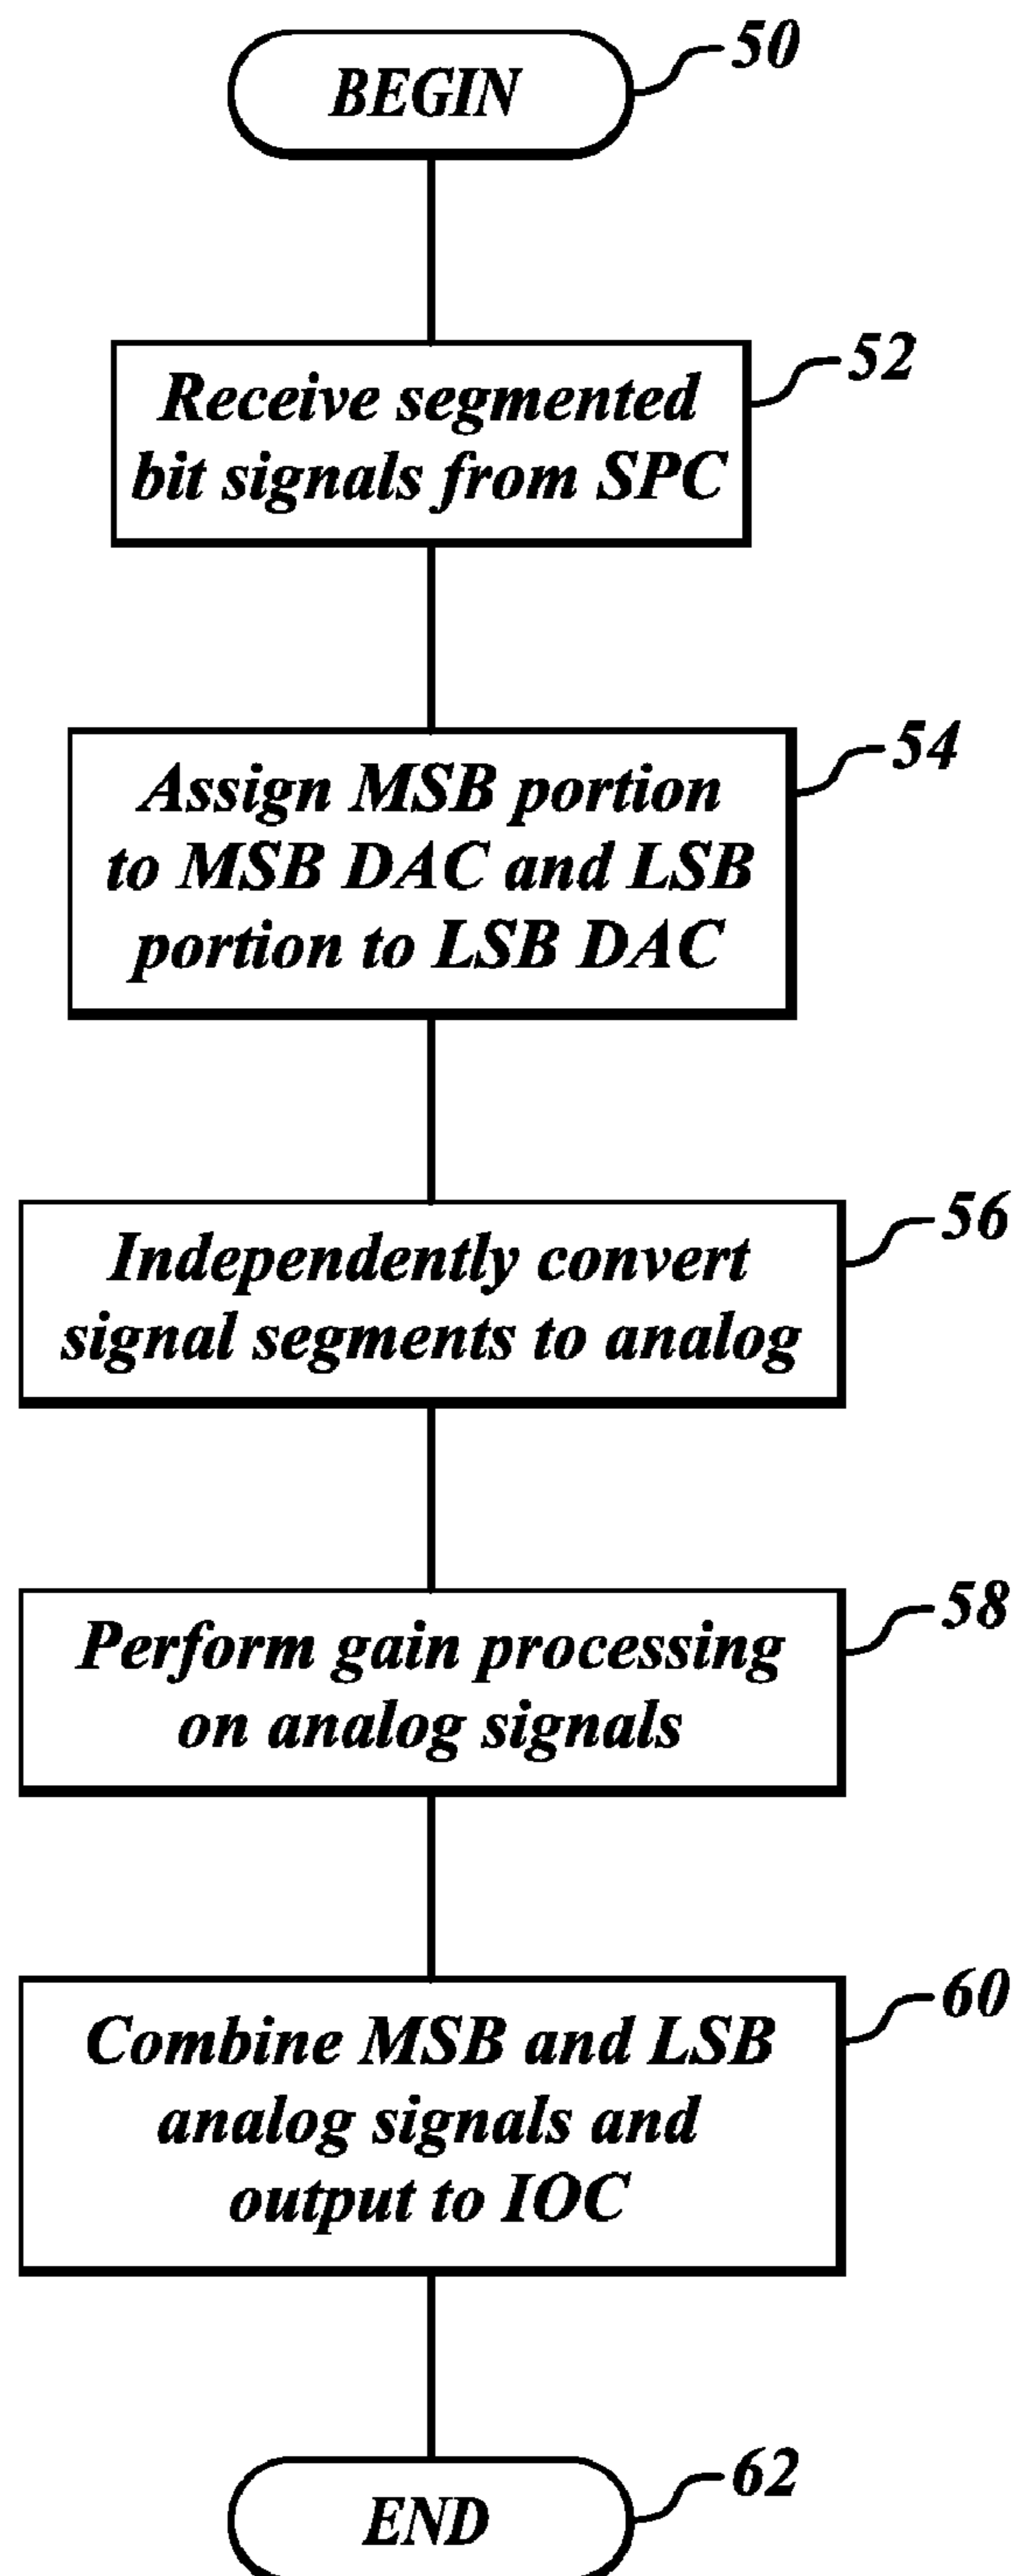 BEGIN
50
Receive segmented
bit signals from SPC
52
Assign MSB portion
to MSB DAC and LSB
portion to LSB DAC
54
Independently convert
signal segments to analog
56
Perform gain processing
on analog signals
58
Combine MSB and LSB
analog signals and
output to IOC
60
END
62